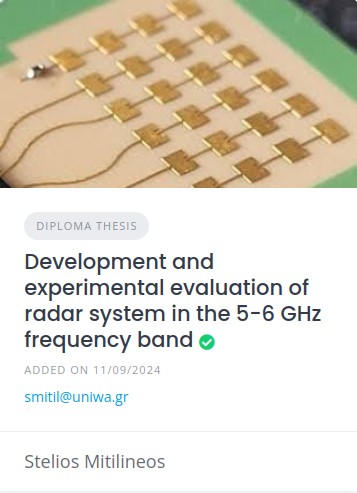 DIPLOMA THESIS
Development and
experimental evaluation of
radar system in the 5-6 GHz
frequency band
ADDED ON 11/09/2024
smitil@uniwa.gr
Stelios Mitilineos